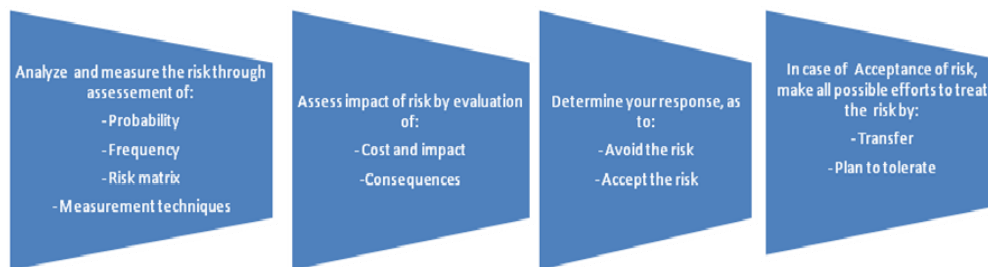 Analyze and measure the risk through
assessement of:
-Probability
-Frequency
-Risk matrix
-Measurement techniques
Assess impact of risk by evaluation
of:
-Cost and impact
-Consequences
Determine your response, as
to:
-Avoid the risk
-Accept the risk
In case of Acceptance of risk,
make all possible efforts to treat
the risk by:
-Transfer
-Plan to tolerate